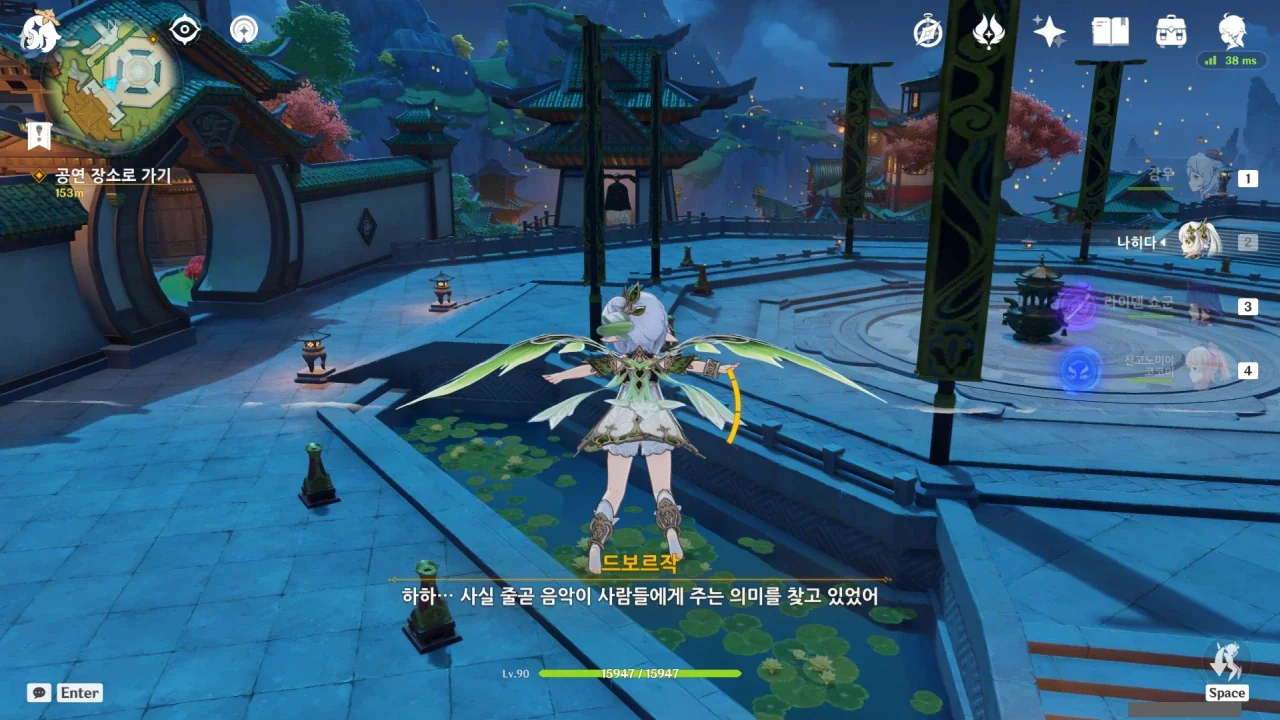 N
38 ms
공연 장소로 가기
153m
감우
1
나히다
2
라이덴 쇼군
3
산고노미야
코코미
4
드보르작
하하… 사실 줄곧 음악이 사람들에게 주는 의미를 찾고 있었어
Lv.90
15947 / 15947
Enter
Space